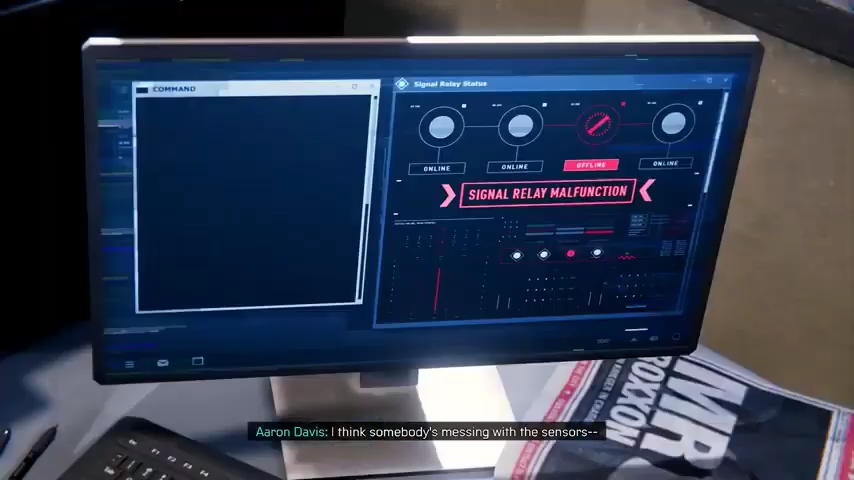 COMMAND
Signal Relay Status
ONLINE
ONLINE
OFFLINE
ONLINE
SIGNAL RELAY MALFUNCTION
MR
ROXXON
Aaron Davis: I think somebody's messing with the sensors--